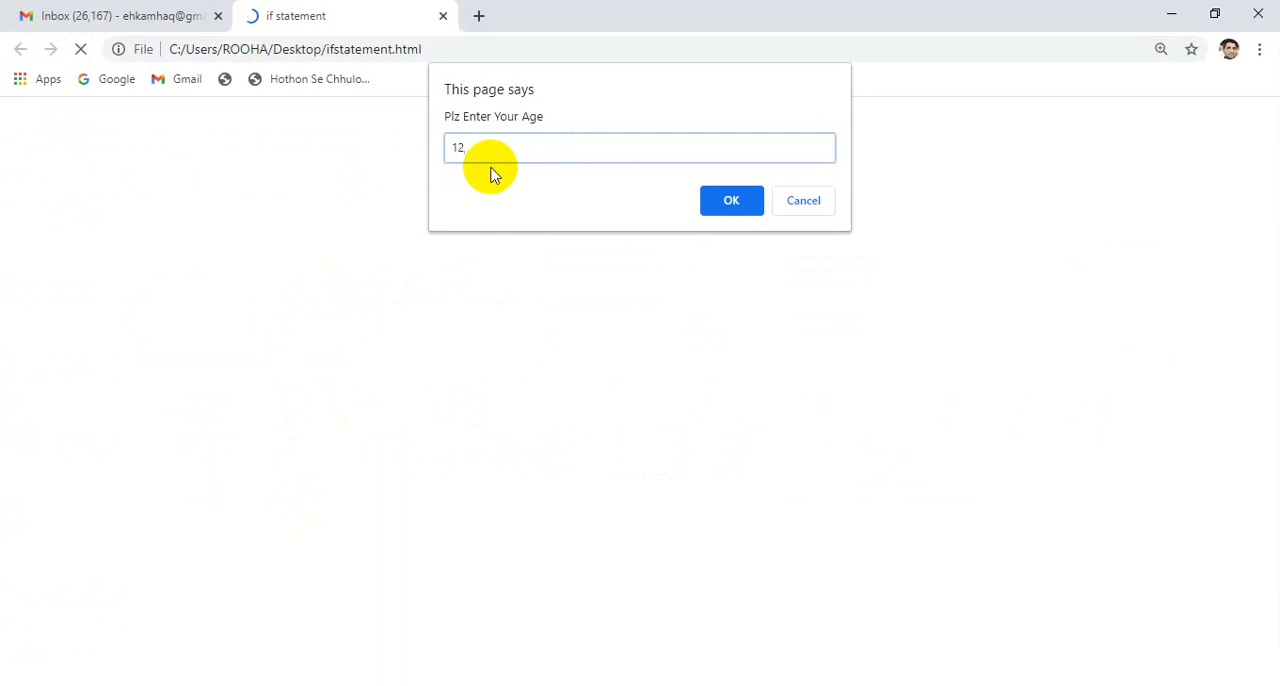 Inbox (26,167) - ehkamhaq@gma
if statement
File
C:/Users/ROOHA/Desktop/ifstatement.html
Apps
Google
Gmail
Hothon Se Chhulo...
This page says
Plz Enter Your Age
12,
OK
Cancel